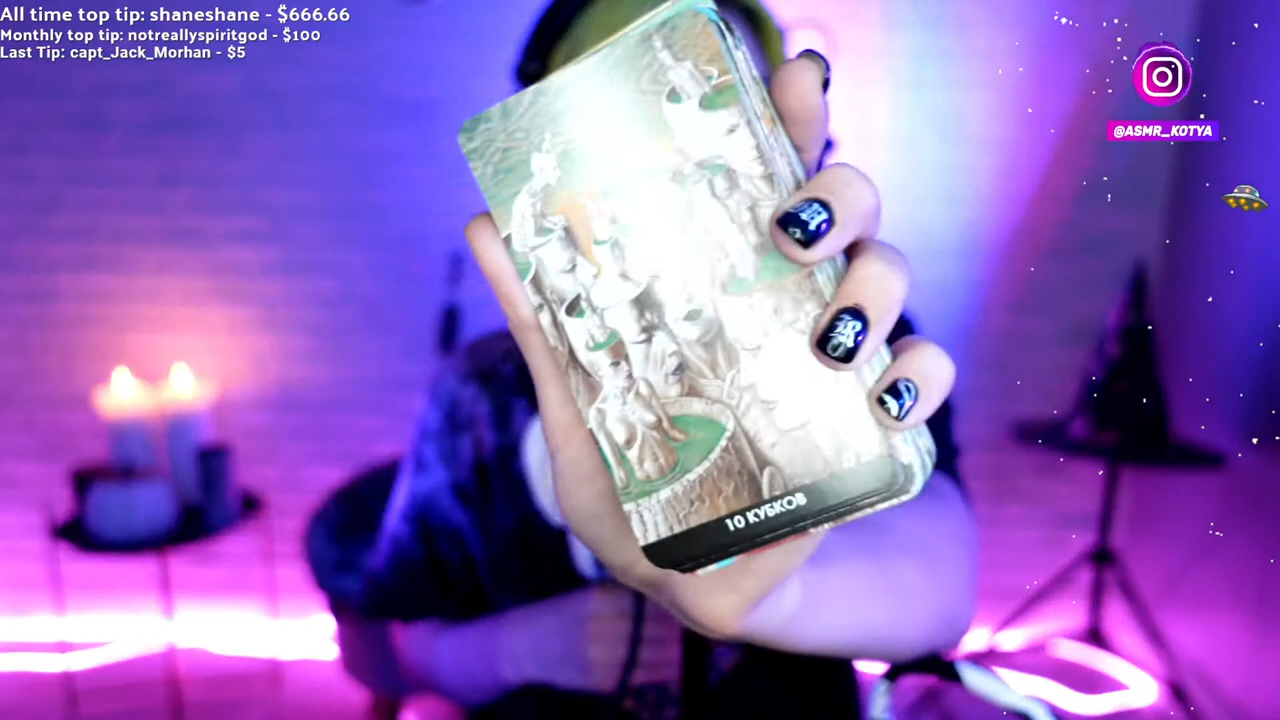 All time top tip: shaneshane - $666.66
Monthly top tip: notreallyspiritgod - $100
Last Tip: capt_Jack_Morhan - $5
@ASMR_KOTYA
10 КУБКОВ